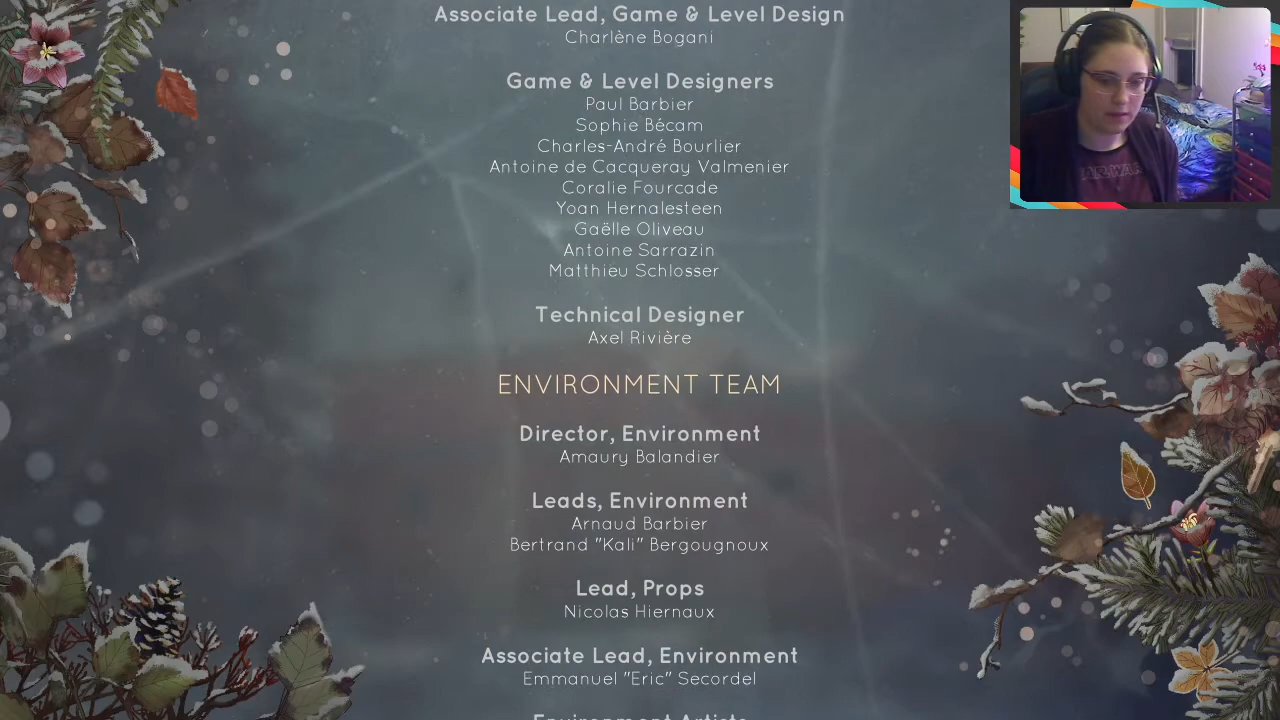 Associate Lead, Game & Level Design
Charlène Bogani
Game & Level Designers
Paul Barbier
Sophie Bécam
Charles-André Bourlier
Antoine de Cacqueray Valmenier
Coralie Fourcade
Yoan Hernalesteen
Gaëlle Oliveau
Antoine Sarrazin
Matthieu Schlosser
Technical Designer
Axel Rivière
ENVIRONMENT TEAM
Director, Environment
Amaury Balandier
Leads, Environment
Arnaud Barbier
Bertrand "Kali" Bergougnoux
Lead, Props
Nicolas Hiernaux
Associate Lead, Environment
Emmanuel "Eric" Secordel
Environment Artists